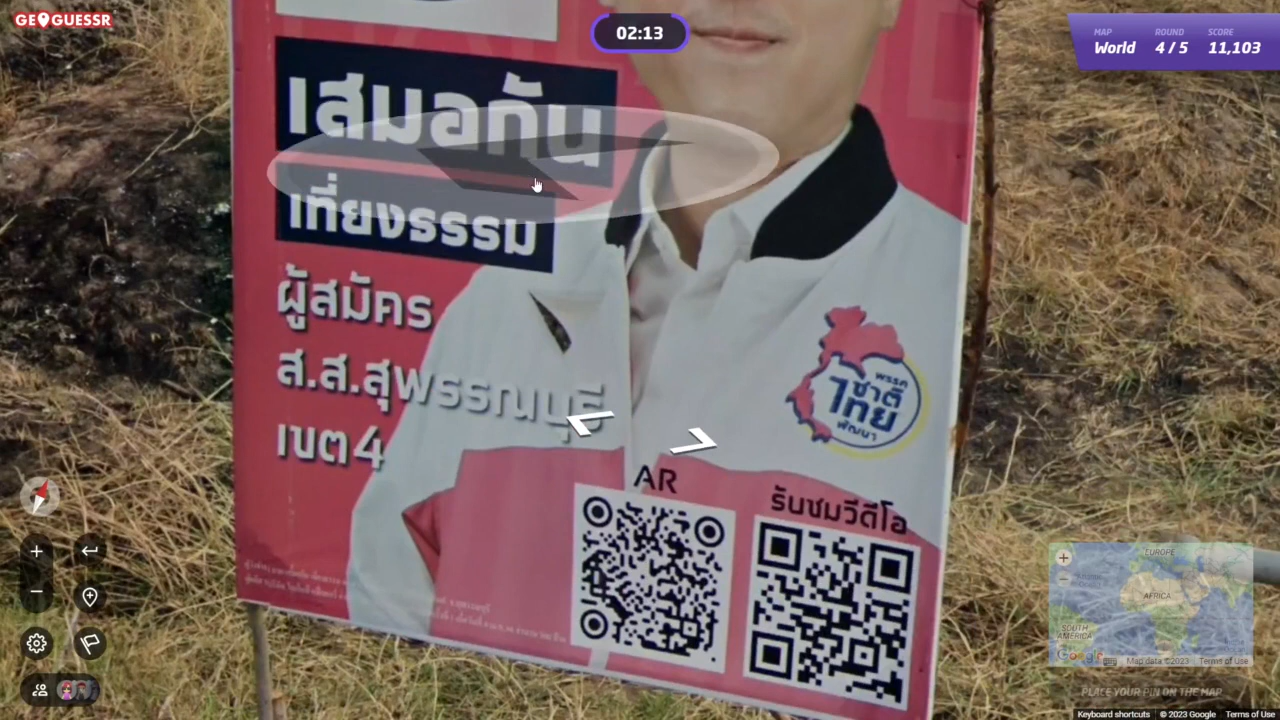 GEOGUESSR
02:13
MAP ROUND SCORE
World 4 / 5 11,103
เสมอกัน
เที่ยงธรรม
ผู้สมัคร
ส.ส.สุพรรณบุรี
เขต4
พรรค
ชาติ
ไทย
พัฒนา
AR
รับชมวีดีโอ
EUROPE
AFRICA
SOUTH
AMERICA
Google Map data ©2023 Terms of Use
PLACE YOUR PIN ON THE MAP
Keyboard shortcuts © 2023 Google Terms of Use